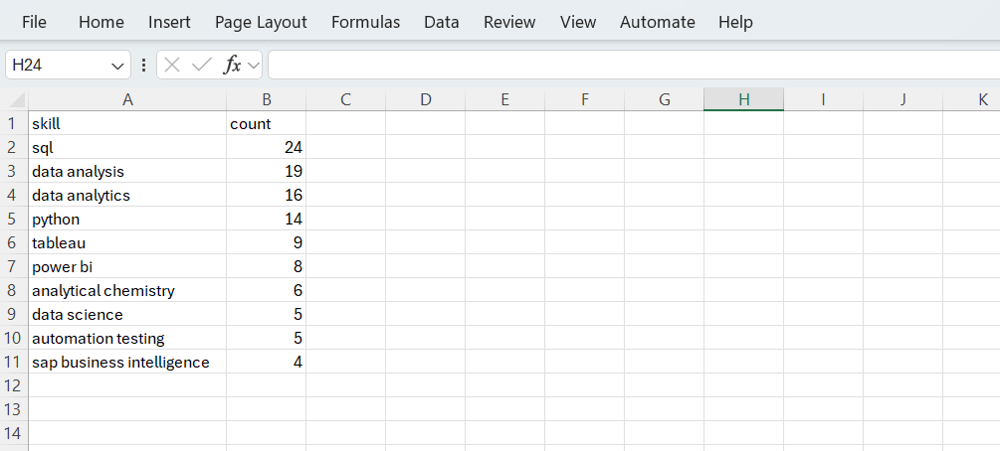 File Home Insert Page Layout Formulas Data Review View Automate Help
H24 fx
A B C D E F G H I J K
1 skill count
2 sql 24
3 data analysis 19
4 data analytics 16
5 python 14
6 tableau 9
7 power bi 8
8 analytical chemistry 6
9 data science 5
10 automation testing 5
11 sap business intelligence 4
12
13
14